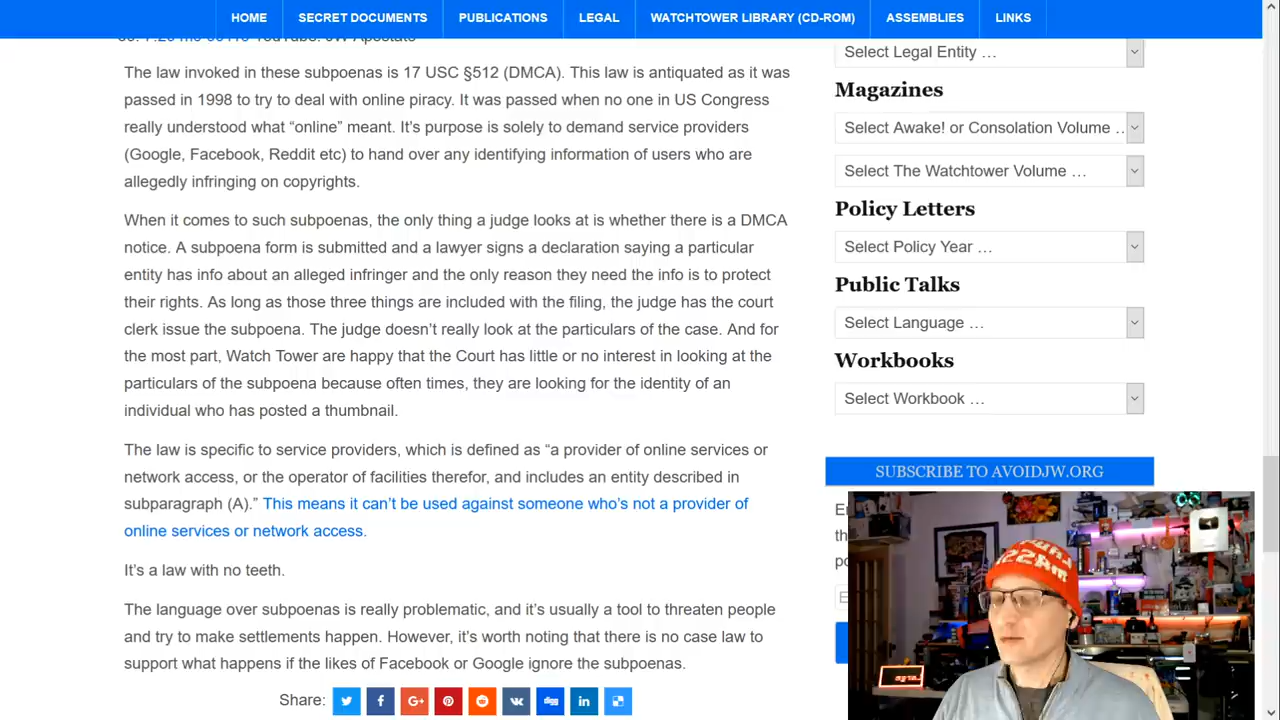 HOME
SECRET DOCUMENTS
PUBLICATIONS
LEGAL
WATCHTOWER LIBRARY (CD-ROM)
ASSEMBLIES
LINKS
YouTube: JW Apostate
The law invoked in these subpoenas is 17 USC §512 (DMCA). This law is antiquated as it was
passed in 1998 to try to deal with online piracy. It was passed when no one in US Congress
really understood what “online” meant. It's purpose is solely to demand service providers
(Google, Facebook, Reddit etc) to hand over any identifying information of users who are
allegedly infringing on copyrights.
When it comes to such subpoenas, the only thing a judge looks at is whether there is a DMCA
notice. A subpoena form is submitted and a lawyer signs a declaration saying a particular
entity has info about an alleged infringer and the only reason they need the info is to protect
their rights. As long as those three things are included with the filing, the judge has the court
clerk issue the subpoena. The judge doesn’t really look at the particulars of the case. And for
the most part, Watch Tower are happy that the Court has little or no interest in looking at the
particulars of the subpoena because often times, they are looking for the identity of an
individual who has posted a thumbnail.
The law is specific to service providers, which is defined as “a provider of online services or
network access, or the operator of facilities therefor, and includes an entity described in
subparagraph (A).” This means it can’t be used against someone who’s not a provider of
online services or network access.
It’s a law with no teeth.
The language over subpoenas is really problematic, and it’s usually a tool to threaten people
and try to make settlements happen. However, it’s worth noting that there is no case law to
support what happens if the likes of Facebook or Google ignore the subpoenas.
Share:
Select Legal Entity …
Magazines
Select Awake! or Consolation Volume ..
Select The Watchtower Volume …
Policy Letters
Select Policy Year …
Public Talks
Select Language …
Workbooks
Select Workbook …
SUBSCRIBE TO AVOIDJW.ORG